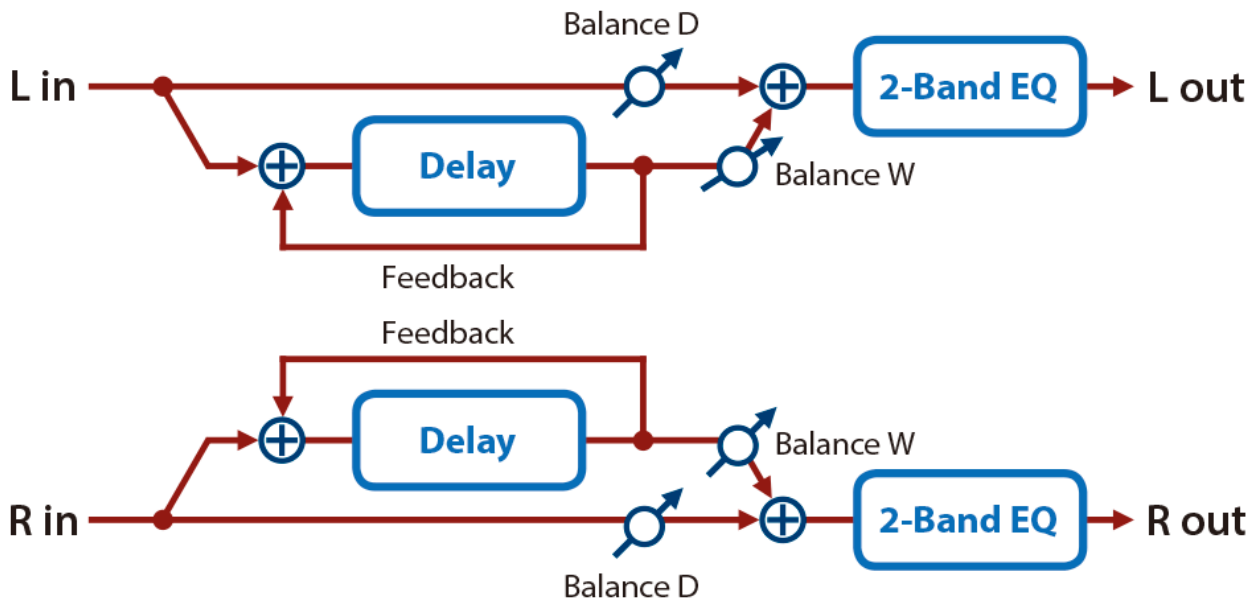 Balance D
L in
2-Band EQ
L out
Delay
Balance W
Feedback
Feedback
Delay
Balance W
R in
2-Band EQ
R out
Balance D